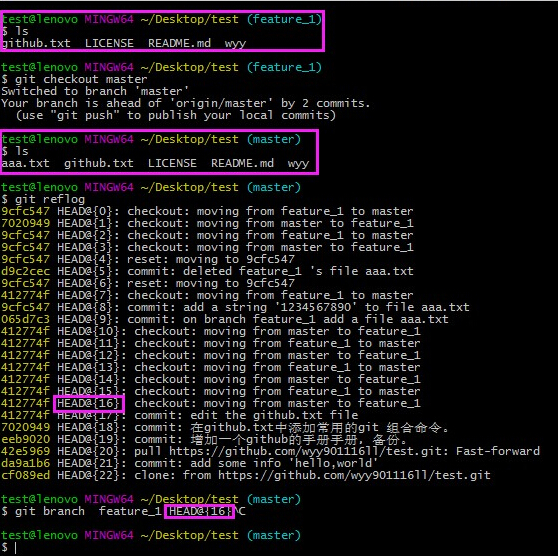 test@lenovo MINGW64 ~/Desktop/test (feature_1)
$ ls
github.txt  LICENSE  README.md  wyy
test@lenovo MINGW64 ~/Desktop/test (feature_1)
$ git checkout master
Switched to branch 'master'
Your branch is ahead of 'origin/master' by 2 commits.
  (use "git push" to publish your local commits)
test@lenovo MINGW64 ~/Desktop/test (master)
$ ls
aaa.txt  github.txt  LICENSE  README.md  wyy
test@lenovo MINGW64 ~/Desktop/test (master)
$ git reflog
9cfc547 HEAD@{0}: checkout: moving from feature_1 to master
7020949 HEAD@{1}: checkout: moving from master to feature_1
9cfc547 HEAD@{2}: checkout: moving from feature_1 to master
9cfc547 HEAD@{3}: checkout: moving from master to feature_1
9cfc547 HEAD@{4}: reset: moving to 9cfc547
d9c2cec HEAD@{5}: commit: deleted feature_1 's file aaa.txt
9cfc547 HEAD@{6}: reset: moving to 9cfc547
412774f HEAD@{7}: checkout: moving from feature_1 to master
9cfc547 HEAD@{8}: commit: add a string '1234567890' to file aaa.txt
065d7c3 HEAD@{9}: commit: on branch feature_1 add a file aaa.txt
412774f HEAD@{10}: checkout: moving from master to feature_1
412774f HEAD@{11}: checkout: moving from feature_1 to master
412774f HEAD@{12}: checkout: moving from master to feature_1
412774f HEAD@{13}: checkout: moving from feature_1 to master
412774f HEAD@{14}: checkout: moving from master to feature_1
412774f HEAD@{15}: checkout: moving from feature_1 to master
412774f HEAD@{16}: checkout: moving from master to feature_1
412774f HEAD@{17}: commit: edit the github.txt file
7020949 HEAD@{18}: commit: 在github.txt中添加常用的git 组合命令。
eeb9020 HEAD@{19}: commit: 增加一个github的手册手册，备份。
42e5969 HEAD@{20}: pull https://github.com/wyy901116ll/test.git: Fast-forward
da9a1b6 HEAD@{21}: commit: add some info 'hello,world'
cf089ed HEAD@{22}: clone: from https://github.com/wyy901116ll/test.git
test@lenovo MINGW64 ~/Desktop/test (master)
$ git branch  feature_1 HEAD@{16}^C
test@lenovo MINGW64 ~/Desktop/test (master)
$